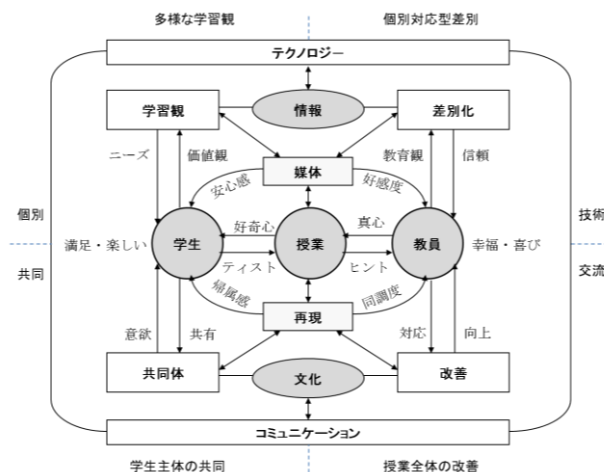 多様な学習観
個別対応型差別
テクノロジー
学習観
情報
差別化
ニーズ
価値観
教育観
信頼
媒体
安心感
好感度
個別
技術
好奇心
真心
学生
授業
教員
満足・楽しい
幸福・喜び
共同
交流
ティスト
ヒント
帰属感
同調度
再現
意欲
共有
対応
向上
共同体
文化
改善
コミュニケーション
学生主体の共同
授業全体の改善